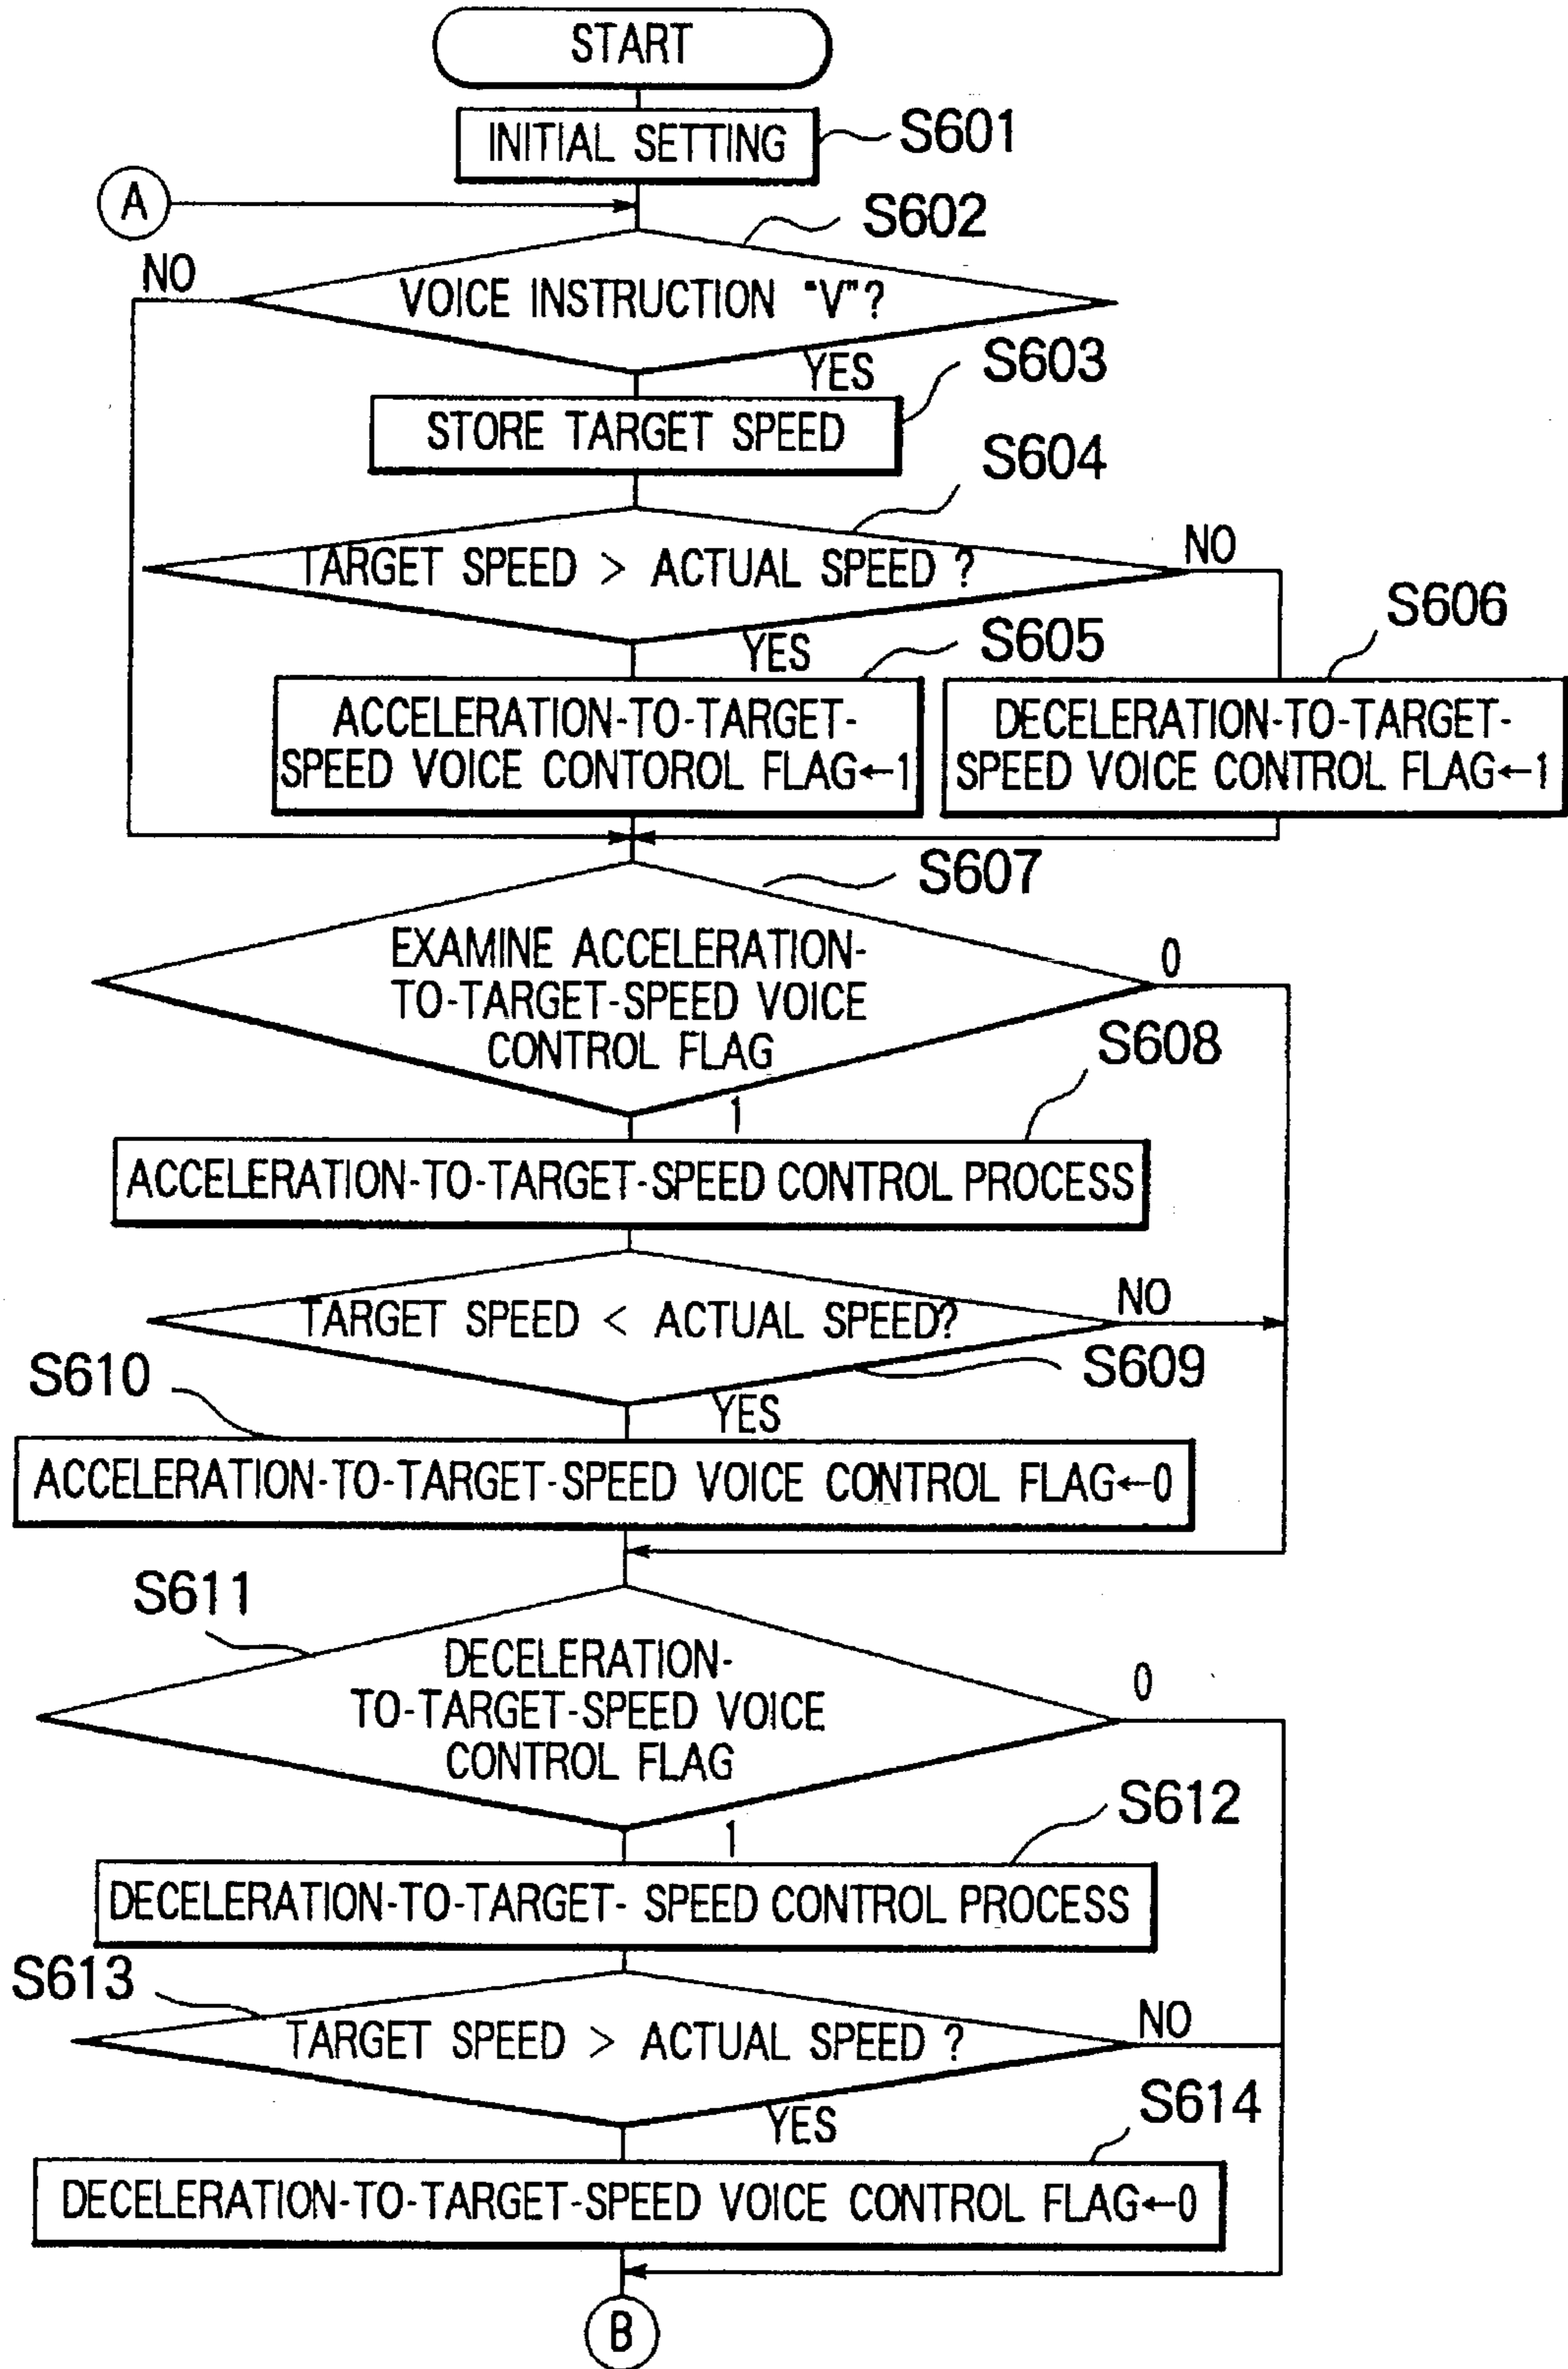 START
INITIAL SETTING
S601
A
S602
NO
VOICE INSTRUCTION "V"?
YES
S603
STORE TARGET SPEED
S604
TARGET SPEED > ACTUAL SPEED ?
NO
YES
S605
S606
ACCELERATION-TO-TARGET-
SPEED VOICE CONTOROL FLAG←1
DECELERATION-TO-TARGET-
SPEED VOICE CONTROL FLAG←1
S607
EXAMINE ACCELERATION-
TO-TARGET-SPEED VOICE
CONTROL FLAG
0
1
S608
ACCELERATION-TO-TARGET-SPEED CONTROL PROCESS
TARGET SPEED < ACTUAL SPEED?
NO
S609
YES
S610
ACCELERATION-TO-TARGET-SPEED VOICE CONTROL FLAG←0
S611
DECELERATION-
TO-TARGET-SPEED VOICE
CONTROL FLAG
0
1
S612
DECELERATION-TO-TARGET- SPEED CONTROL PROCESS
S613
TARGET SPEED > ACTUAL SPEED ?
NO
YES
S614
DECELERATION-TO-TARGET-SPEED VOICE CONTROL FLAG←0
B